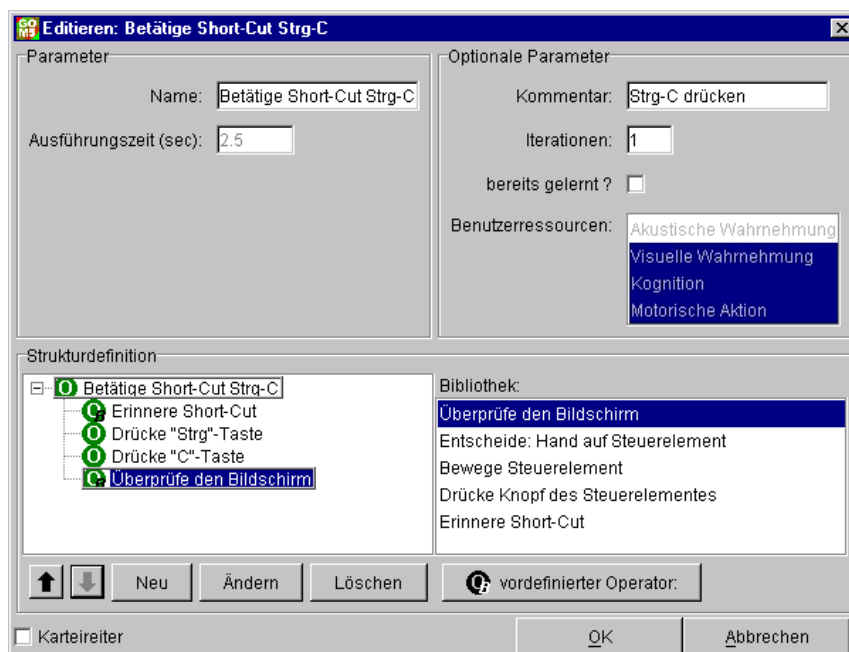 GO MS Editieren: Betätige Short-Cut Strg-C
Parameter
Name: Betätige Short-Cut Strg-C
Ausführungszeit (sec): 2.5
Optionale Parameter
Kommentar: Strg-C drücken
Iterationen: 1
bereits gelernt ?
Benutzerressourcen: Akustische Wahrnehmung
Visuelle Wahrnehmung
Kognition
Motorische Aktion
Strukturdefinition
O Betätige Short-Cut Strg-C
Erinnere Short-Cut
O Drücke "Strg"-Taste
O Drücke "C"-Taste
Überprüfe den Bildschirm
Bibliothek:
Überprüfe den Bildschirm
Entscheide: Hand auf Steuerelement
Bewege Steuerelement
Drücke Knopf des Steuerelementes
Erinnere Short-Cut
Neu
Ändern
Löschen
vordefinierter Operator:
Karteireiter
OK
Abbrechen